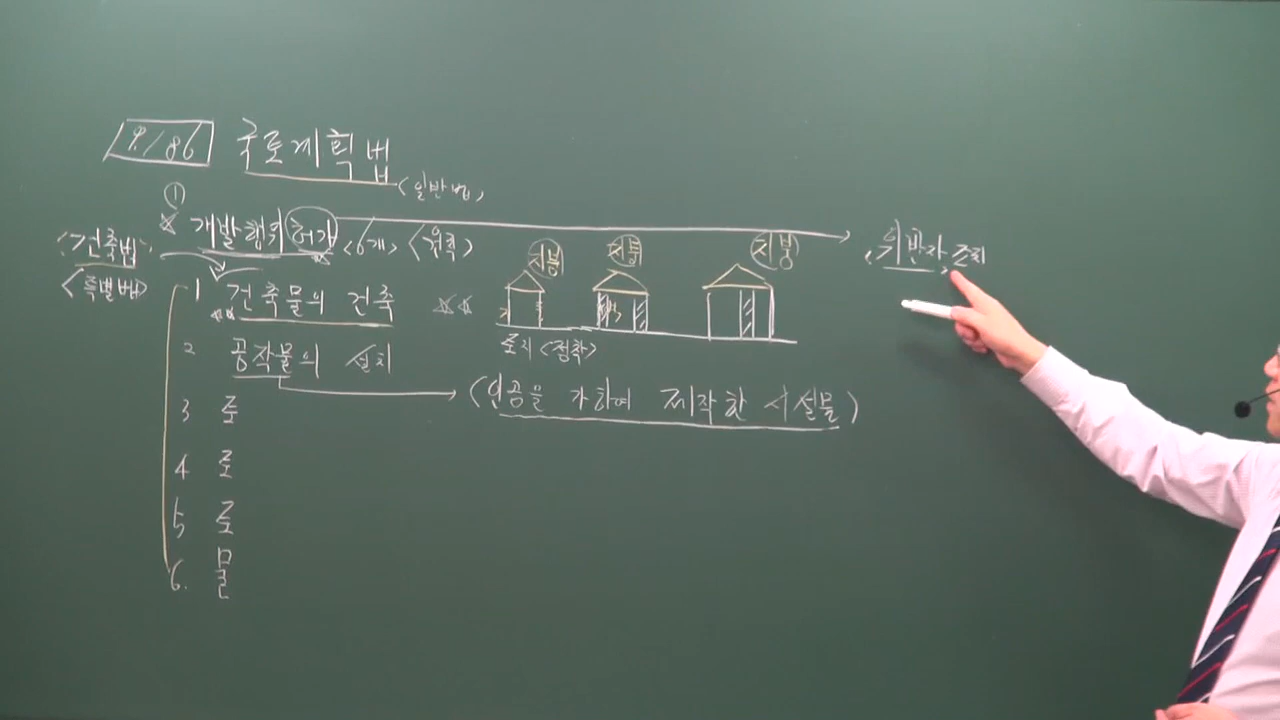 P./86 국토계획법
<일반법>
①
개발행위허가 <6개> <원칙>
위반자 조치
<건축법>
<특별법>
1 건축물의 건축
지붕 지붕 지붕
벽
토지 <정착>
2 공작물의 설치
(인공을 가하여 제작한 시설물)
3 토
4 토
5 토
6. 물